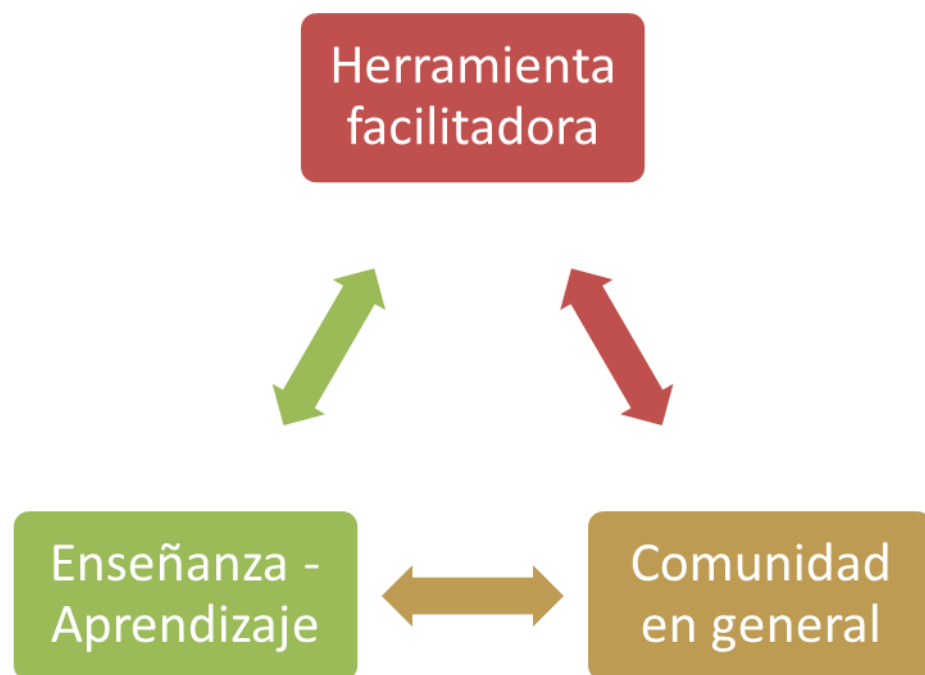 Herramienta
facilitadora
Enseñanza -
Aprendizaje
Comunidad
en general